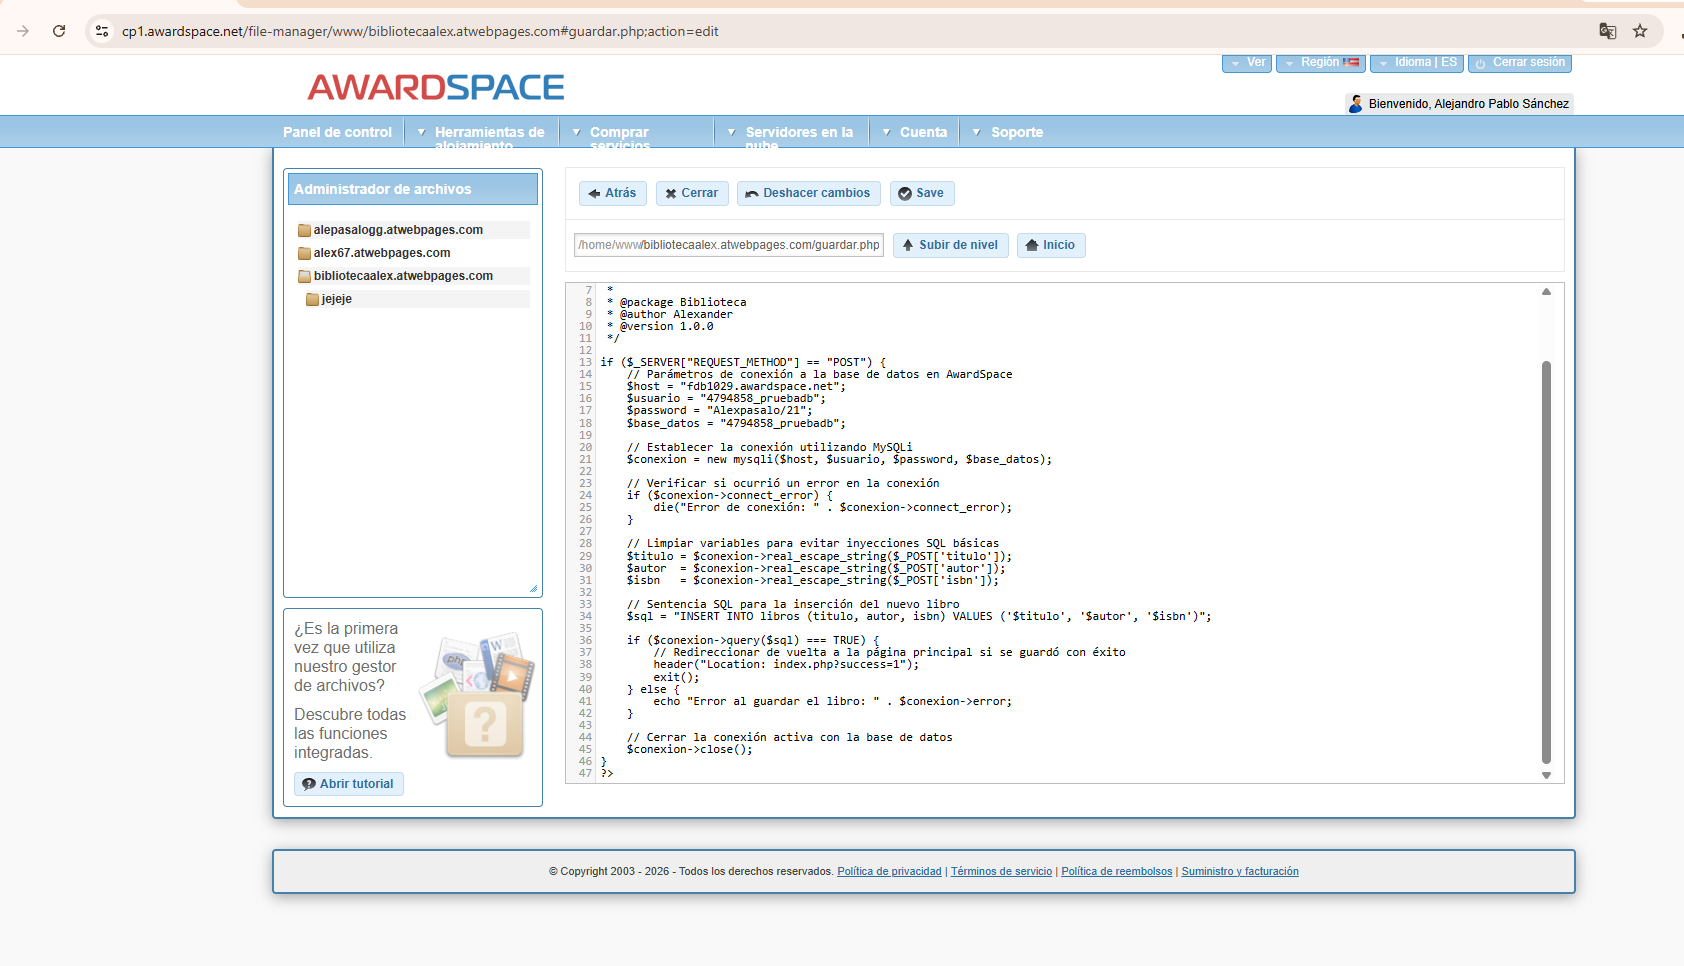 cp1.awardspace.net/file-manager/www/bibliotecaalex.atwebpages.com#guardar.php;action=edit
Ver
Región
Idioma | ES
Cerrar sesión
AWARDSPACE
Bienvenido, Alejandro Pablo Sánchez
Panel de control
Herramientas de
alojamiento
Comprar
servicios
Servidores en la
nube
Cuenta
Soporte
Administrador de archivos
alepasalogg.atwebpages.com
alex67.atwebpages.com
bibliotecaalex.atwebpages.com
jejeje
¿Es la primera
vez que utiliza
nuestro gestor
de archivos?
Descubre todas
las funciones
integradas.
Abrir tutorial
Atrás
Cerrar
Deshacer cambios
Save
/home/www/bibliotecaalex.atwebpages.com/guardar.php
Subir de nivel
Inicio
7  *
8  * @package Biblioteca
9  * @author Alexander
10  * @version 1.0.0
11  */
12
13 if ($_SERVER["REQUEST_METHOD"] == "POST") {
14     // Parámetros de conexión a la base de datos en AwardSpace
15     $host = "fdb1029.awardspace.net";
16     $usuario = "4794858_pruebadb";
17     $password = "Alexpasalo/21";
18     $base_datos = "4794858_pruebadb";
19
20     // Establecer la conexión utilizando MySQLi
21     $conexion = new mysqli($host, $usuario, $password, $base_datos);
22
23     // Verificar si ocurrió un error en la conexión
24     if ($conexion->connect_error) {
25         die("Error de conexión: " . $conexion->connect_error);
26     }
27
28     // Limpiar variables para evitar inyecciones SQL básicas
29     $titulo = $conexion->real_escape_string($_POST['titulo']);
30     $autor  = $conexion->real_escape_string($_POST['autor']);
31     $isbn   = $conexion->real_escape_string($_POST['isbn']);
32
33     // Sentencia SQL para la inserción del nuevo libro
34     $sql = "INSERT INTO libros (titulo, autor, isbn) VALUES ('$titulo', '$autor', '$isbn')";
35
36     if ($conexion->query($sql) === TRUE) {
37         // Redireccionar de vuelta a la página principal si se guardó con éxito
38         header("Location: index.php?success=1");
39         exit();
40     } else {
41         echo "Error al guardar el libro: " . $conexion->error;
42     }
43
44     // Cerrar la conexión activa con la base de datos
45     $conexion->close();
46 }
47 ?>
© Copyright 2003 - 2026 - Todos los derechos reservados. Política de privacidad | Términos de servicio | Política de reembolsos | Suministro y facturación